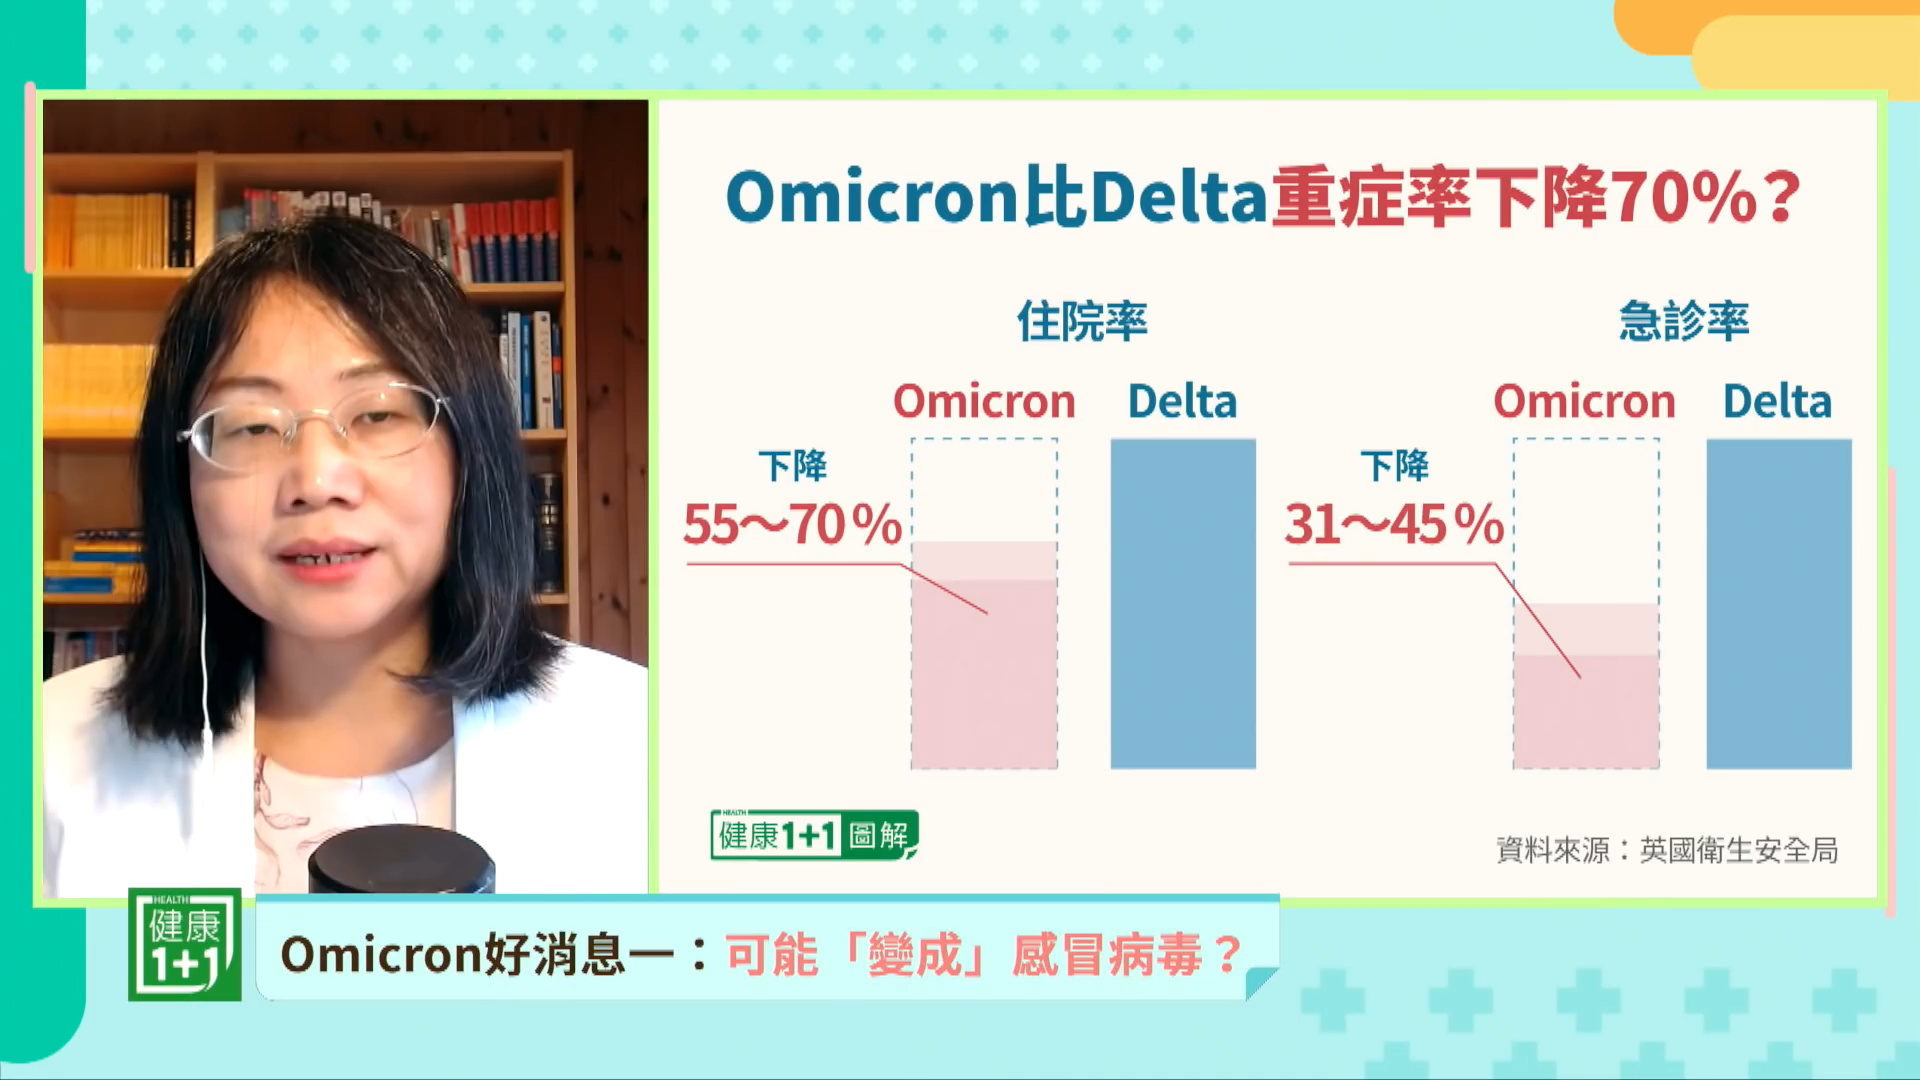 Omicron比Delta重症率下降70%?
住院率
Omicron
Delta
下降
55～70%
急診率
Omicron
Delta
下降
31～45%
HEALTH
健康1+1 圖解
資料來源：英國衛生安全局
HEALTH
健康
1+1
Omicron好消息一：可能「變成」感冒病毒？